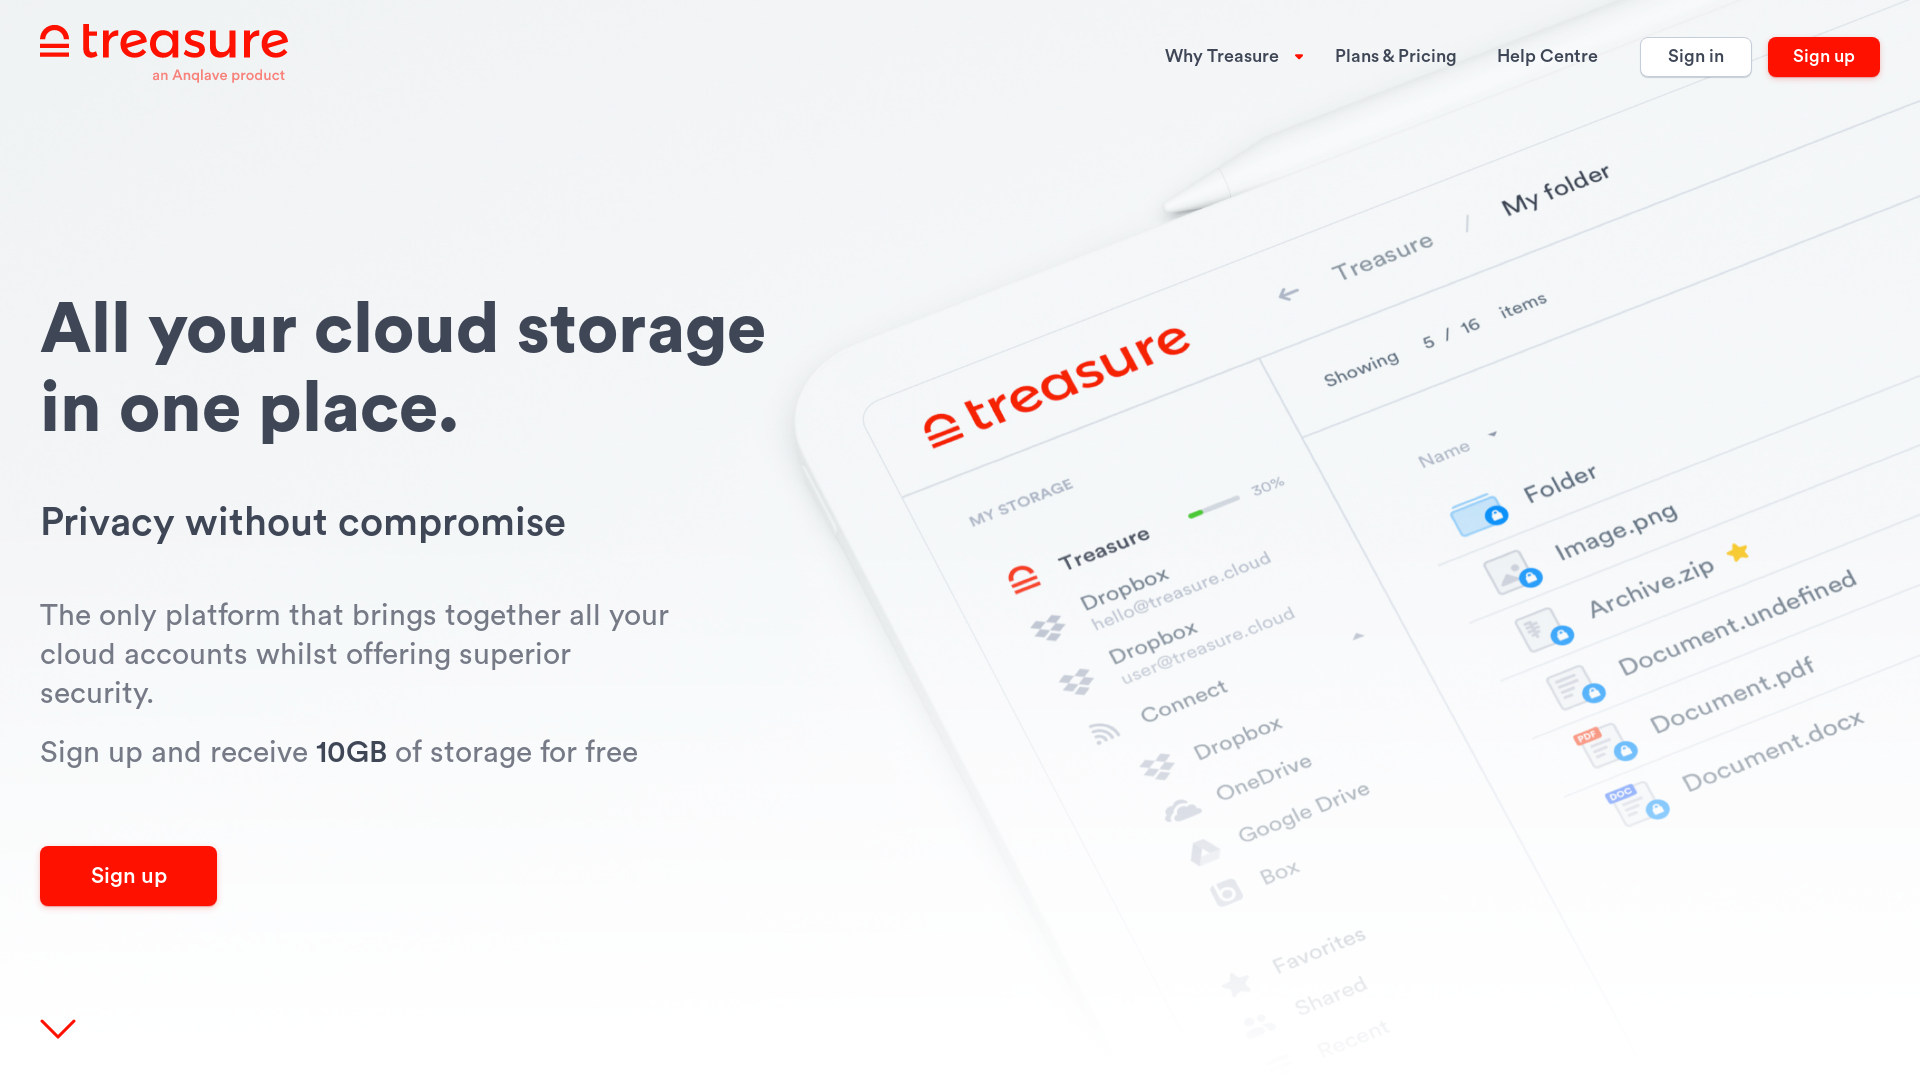 treasure
an Anqlave product
Why Treasure
Plans & Pricing
Help Centre
Sign in
Sign up
All your cloud storage
in one place.
Privacy without compromise
The only platform that brings together all your
cloud accounts whilst offering superior
security.
Sign up and receive 10GB of storage for free
Sign up
treasure
Treasure / My folder
Showing 5 / 16 items
MY STORAGE
Treasure 30%
Dropbox
hello@treasure.cloud
Dropbox
user@treasure.cloud
Connect
Dropbox
OneDrive
Google Drive
Box
Favorites
Shared
Recent
Name
Folder
Image.png
Archive.zip
Document.undefined
PDF
Document.pdf
DOC
Document.docx